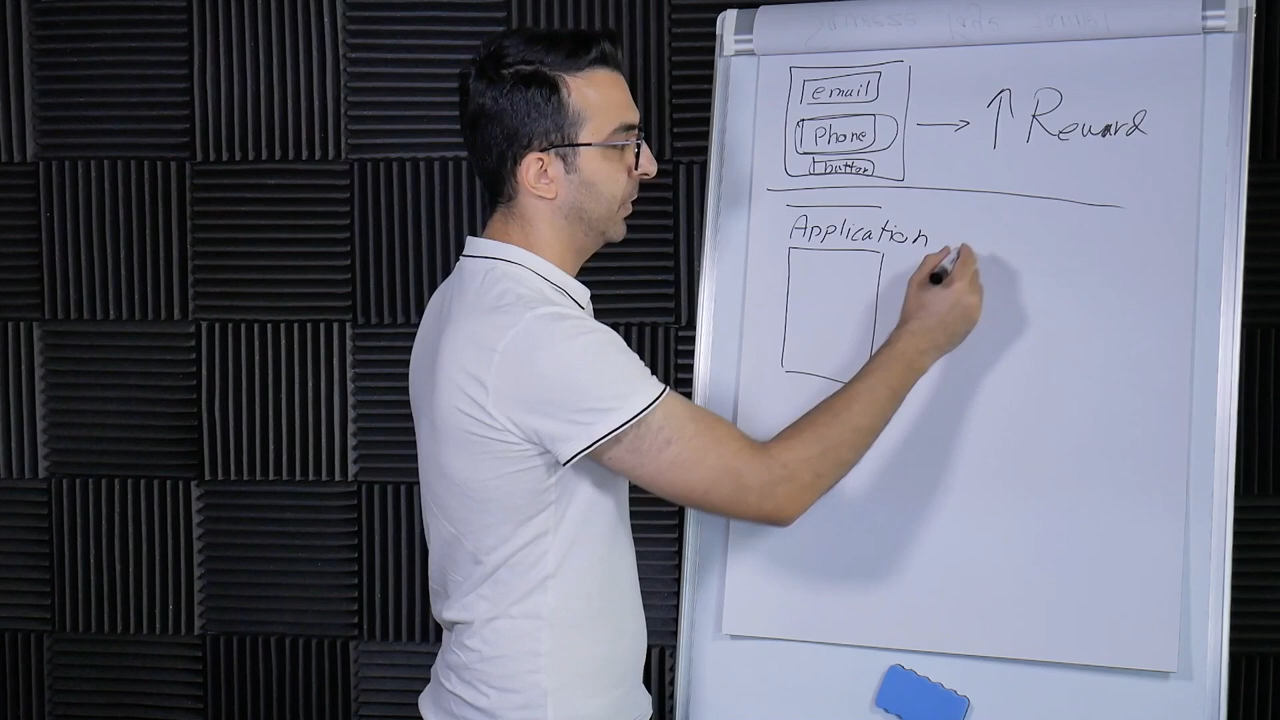 email
Phone
button
→ ↑ Reward
Application